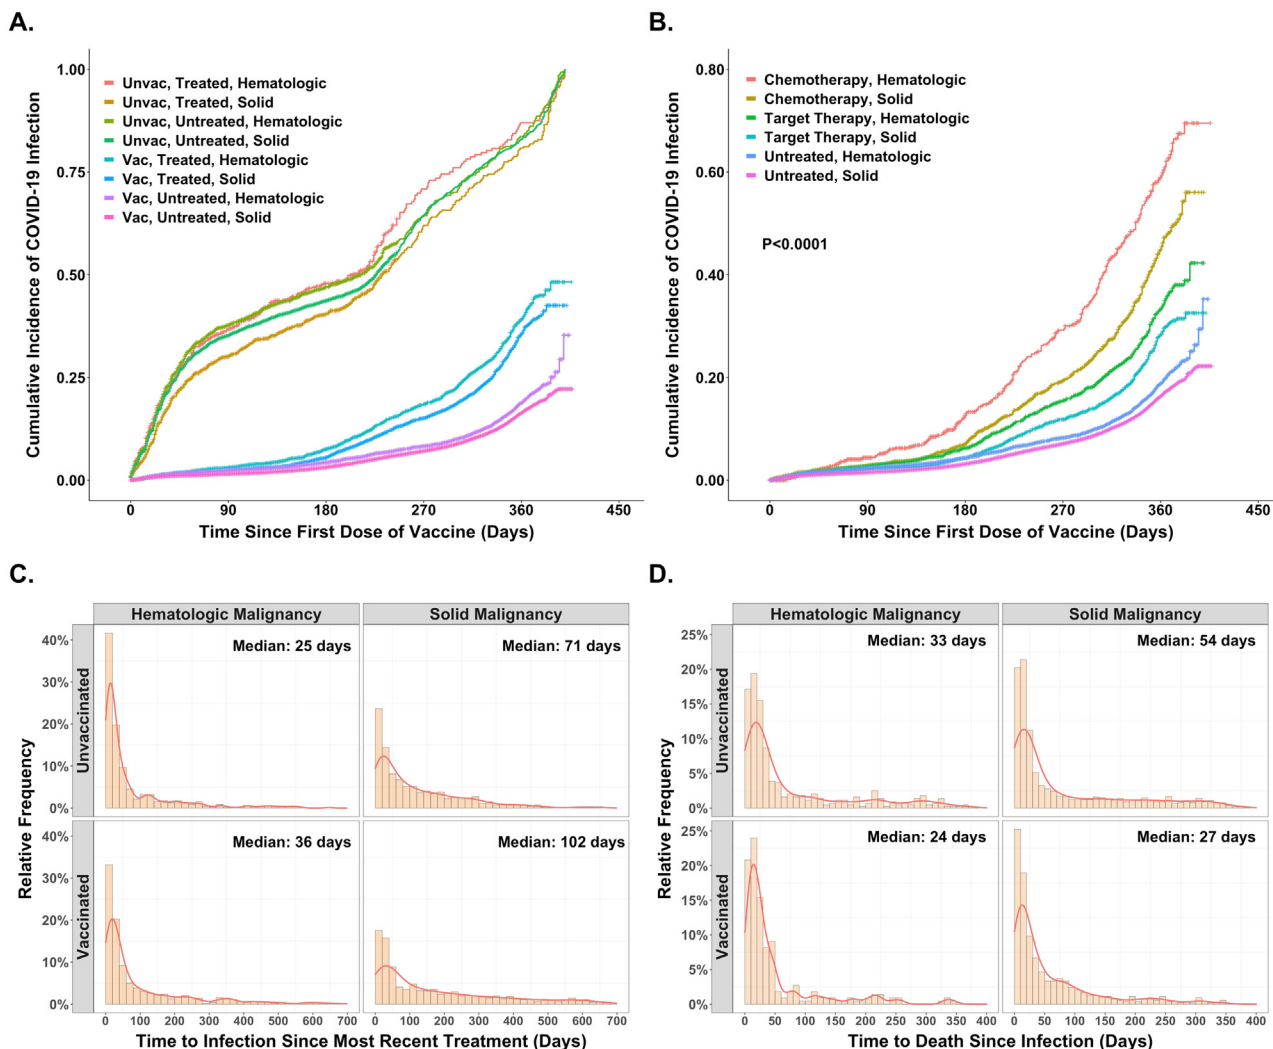 A.
Cumulative Incidence of COVID-19 Infection
1.00
0.75
0.50
0.25
0.00
Unvac, Treated, Hematologic
Unvac, Treated, Solid
Unvac, Untreated, Hematologic
Unvac, Untreated, Solid
Vac, Treated, Hematologic
Vac, Treated, Solid
Vac, Untreated, Hematologic
Vac, Untreated, Solid
0 90 180 270 360 450
Time Since First Dose of Vaccine (Days)
B.
Cumulative Incidence of COVID-19 Infection
0.80
0.60
0.40
0.20
0.00
Chemotherapy, Hematologic
Chemotherapy, Solid
Target Therapy, Hematologic
Target Therapy, Solid
Untreated, Hematologic
Untreated, Solid
P<0.0001
0 90 180 270 360 450
Time Since First Dose of Vaccine (Days)
C.
Hematologic Malignancy Solid Malignancy
Relative Frequency
Unvaccinated
40%
30%
20%
10%
0%
Median: 25 days Median: 71 days
Vaccinated
40%
30%
20%
10%
0%
Median: 36 days Median: 102 days
0 100 200 300 400 500 600 700 0 100 200 300 400 500 600 700
Time to Infection Since Most Recent Treatment (Days)
D.
Hematologic Malignancy Solid Malignancy
Relative Frequency
Unvaccinated
25%
20%
15%
10%
5%
0%
Median: 33 days Median: 54 days
Vaccinated
25%
20%
15%
10%
5%
0%
Median: 24 days Median: 27 days
0 50 100 150 200 250 300 350 400 0 50 100 150 200 250 300 350 400
Time to Death Since Infection (Days)